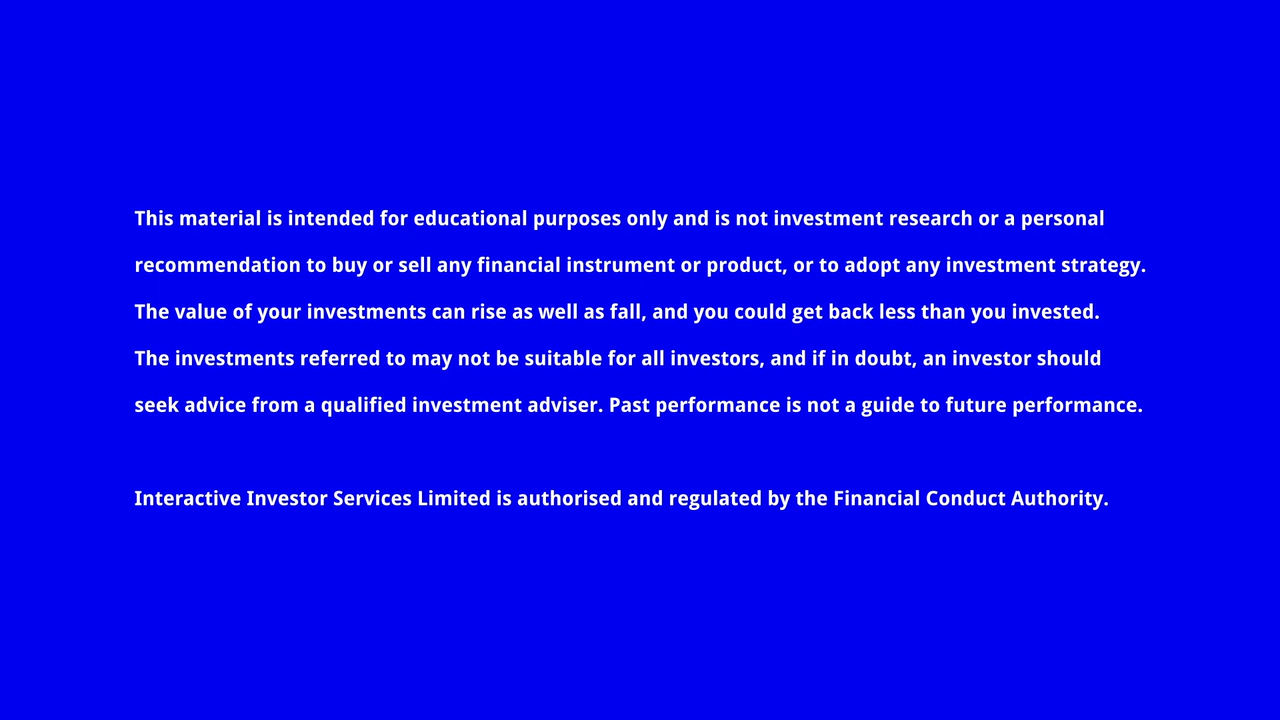 This material is intended for educational purposes only and is not investment research or a personal
recommendation to buy or sell any financial instrument or product, or to adopt any investment strategy.
The value of your investments can rise as well as fall, and you could get back less than you invested.
The investments referred to may not be suitable for all investors, and if in doubt, an investor should
seek advice from a qualified investment adviser. Past performance is not a guide to future performance.
Interactive Investor Services Limited is authorised and regulated by the Financial Conduct Authority.